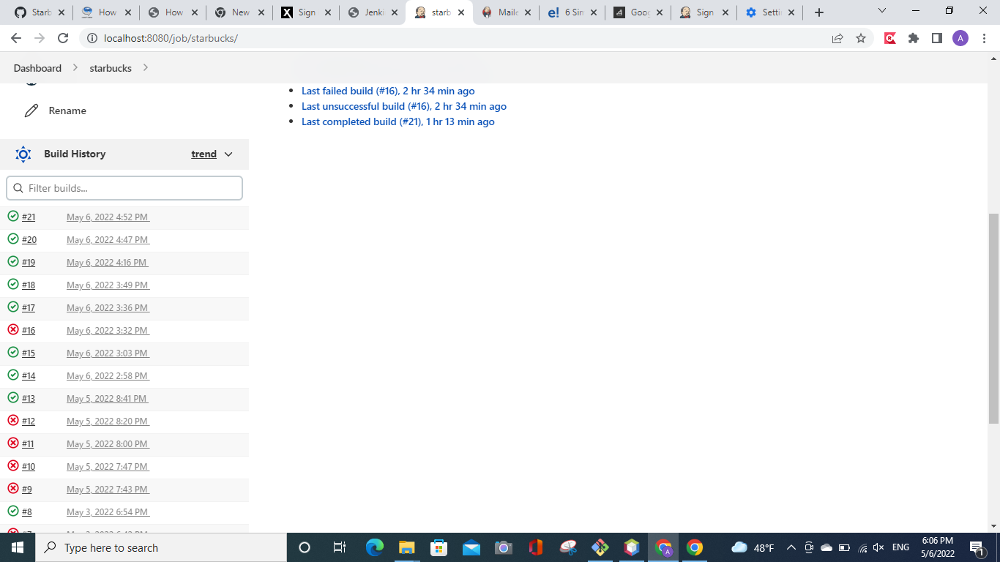 Starb
How
How
New
Sign
Jenki
starb
Maile
6 Sim
Goog
Sign
Setti
localhost:8080/job/starbucks/
A
Dashboard
starbucks
Last failed build (#16), 2 hr 34 min ago
Last unsuccessful build (#16), 2 hr 34 min ago
Last completed build (#21), 1 hr 13 min ago
Rename
Build History trend
Filter builds...
#21 May 6, 2022 4:52 PM
#20 May 6, 2022 4:47 PM
#19 May 6, 2022 4:16 PM
#18 May 6, 2022 3:49 PM
#17 May 6, 2022 3:36 PM
#16 May 6, 2022 3:32 PM
#15 May 6, 2022 3:03 PM
#14 May 6, 2022 2:58 PM
#13 May 5, 2022 8:41 PM
#12 May 5, 2022 8:20 PM
#11 May 5, 2022 8:00 PM
#10 May 5, 2022 7:47 PM
#9 May 5, 2022 7:43 PM
#8 May 3, 2022 6:54 PM
Type here to search
48°F
ENG
6:06 PM
5/6/2022
1